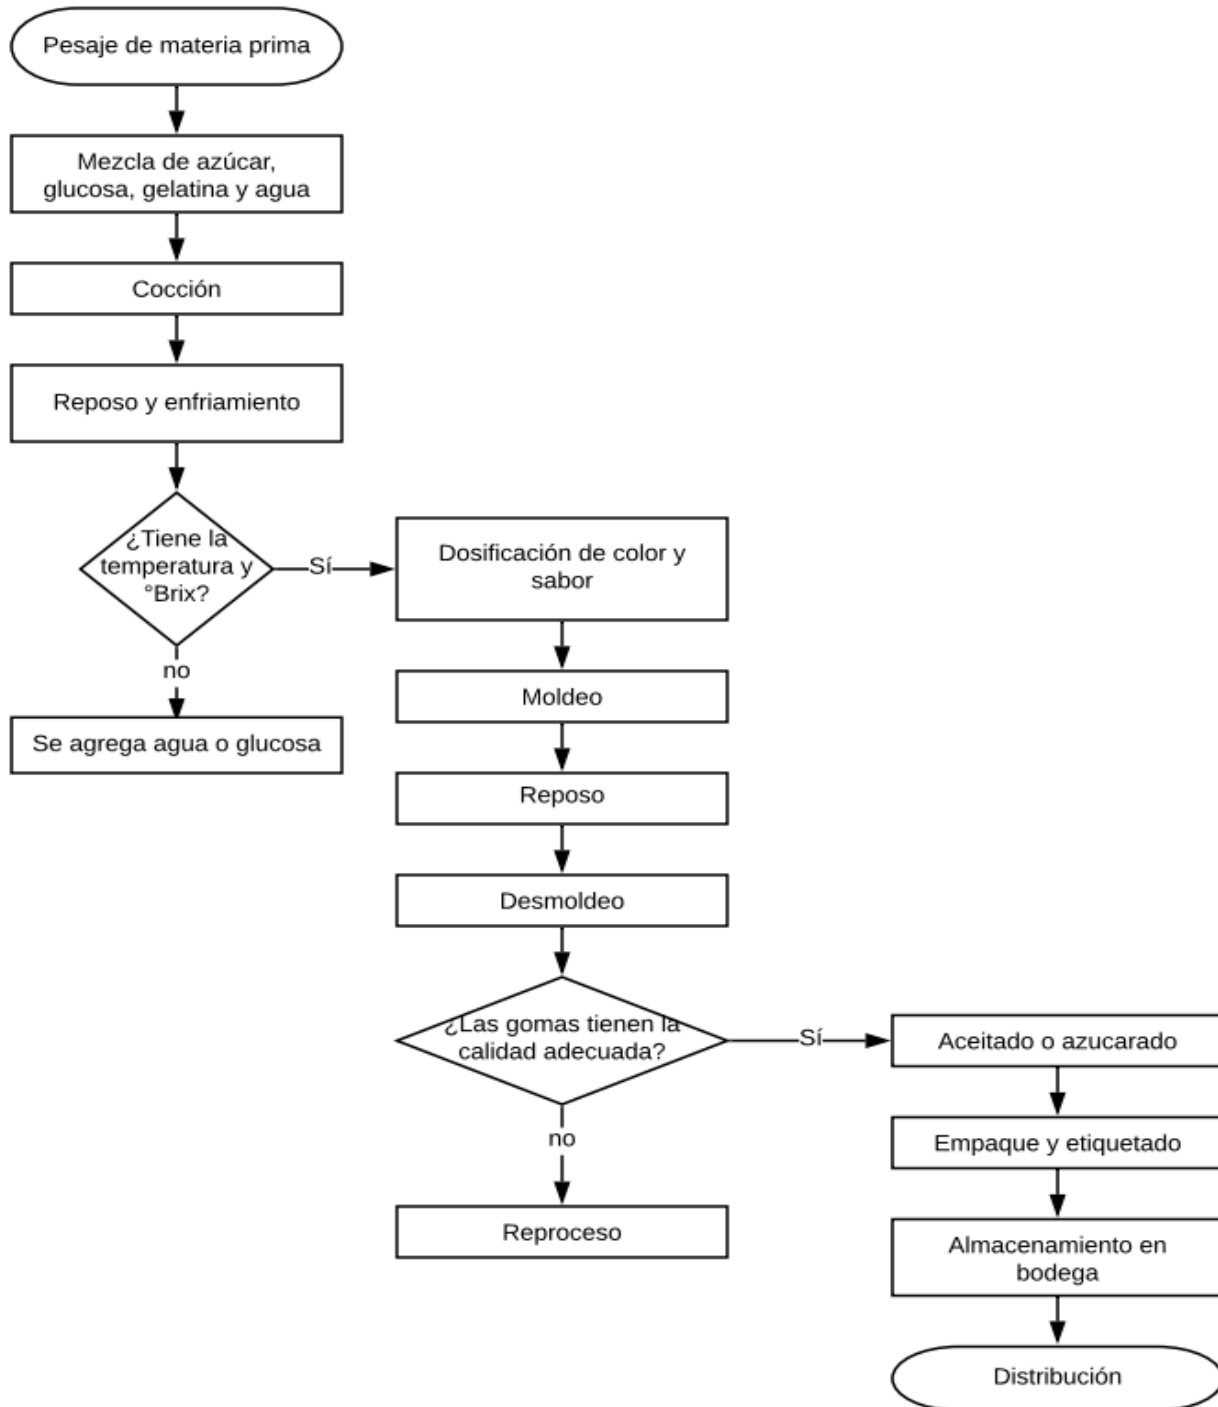 Pesaje de materia prima
Mezcla de azúcar,
glucosa, gelatina y agua
Cocción
Reposo y enfriamiento
¿Tiene la
temperatura y
°Brix?
Sí
no
Se agrega agua o glucosa
Dosificación de color y
sabor
Moldeo
Reposo
Desmoldeo
¿Las gomas tienen la
calidad adecuada?
Sí
no
Reproceso
Aceitado o azucarado
Empaque y etiquetado
Almacenamiento en
bodega
Distribución